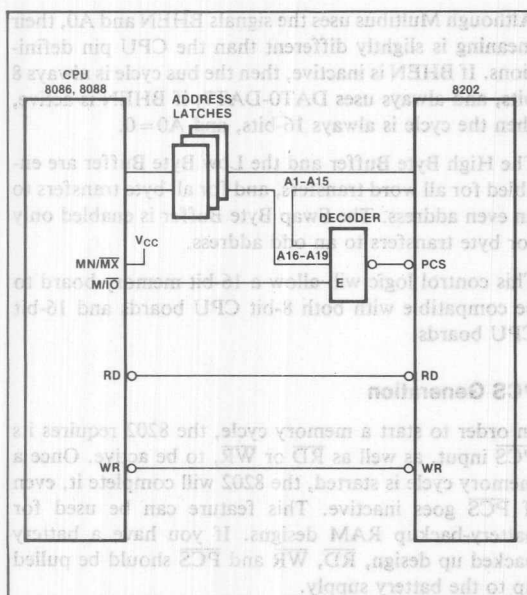 CPU
8086, 8088
ADDRESS
LATCHES
8202
A1-A15
DECODER
A16-A19
VCC
MN/M̅X̅
M/I̅O̅
E
PCS
RD
RD
WR
WR
Although Multibus uses the signals BHEN and A0, their
meaning is slightly different than the CPU pin defini-
tions. If BHEN is inactive, then the bus cycle is always 8
bits, and always uses DAT0-DAT7. If BHEN is active,
then the cycle is always 16-bits, and A0=0.
The High Byte Buffer and the Low Byte Buffer are en-
abled for all word transfers, and for all byte transfers to
an even address. The Swap Byte Buffer is enabled only
for byte transfers to an odd address.
This control logic will allow a 16-bit memory board to
be compatible with both 8-bit CPU boards and 16-bit
CPU boards.
PCS Generation
In order to start a memory cycle, the 8202 requires its
P̅C̅S̅ input, as well as R̅D̅ or W̅R̅, to be active. Once a
memory cycle is started, the 8202 will complete it, even
if P̅C̅S̅ goes inactive. This feature can be used for
battery-backup RAM designs. If you have a battery
backed up design, R̅D̅, W̅R̅ and P̅C̅S̅ should be pulled
up to the battery supply.